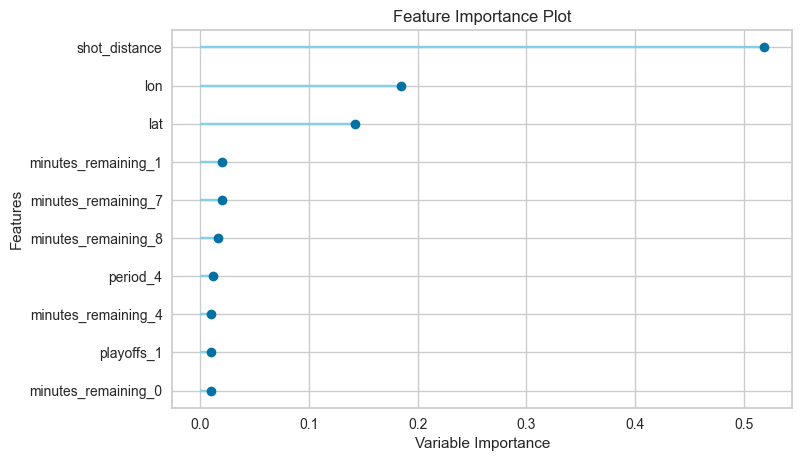 Feature Importance Plot
shot_distance
lon
lat
minutes_remaining_1
minutes_remaining_7
minutes_remaining_8
period_4
minutes_remaining_4
playoffs_1
minutes_remaining_0
Features
0.0 0.1 0.2 0.3 0.4 0.5
Variable Importance